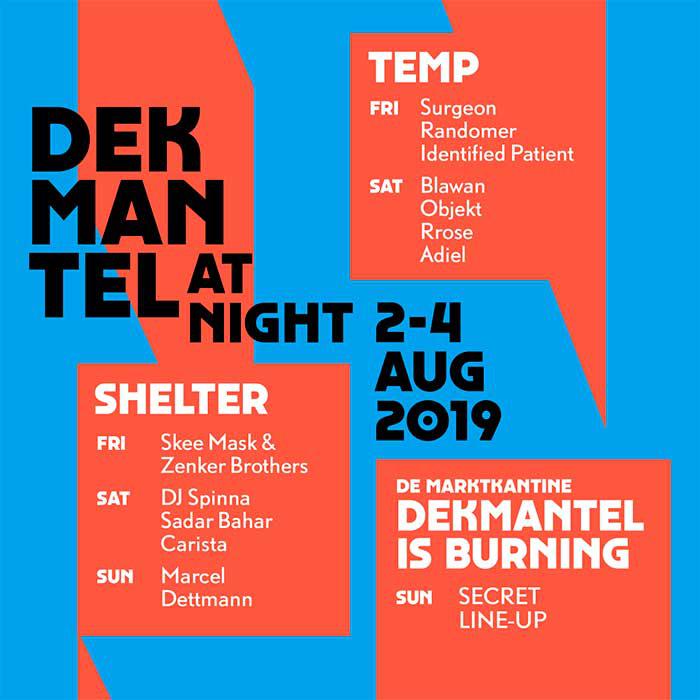 DEK
MAN
TEL AT
NIGHT
2-4
AUG
2019
TEMP
FRI Surgeon
Randomer
Identified Patient
SAT Blawan
Objekt
Rrose
Adiel
SHELTER
FRI Skee Mask &
Zenker Brothers
SAT DJ Spinna
Sadar Bahar
Carista
SUN Marcel
Dettmann
DE MARKTKANTINE
DEKMANTEL
IS BURNING
SUN SECRET
LINE-UP